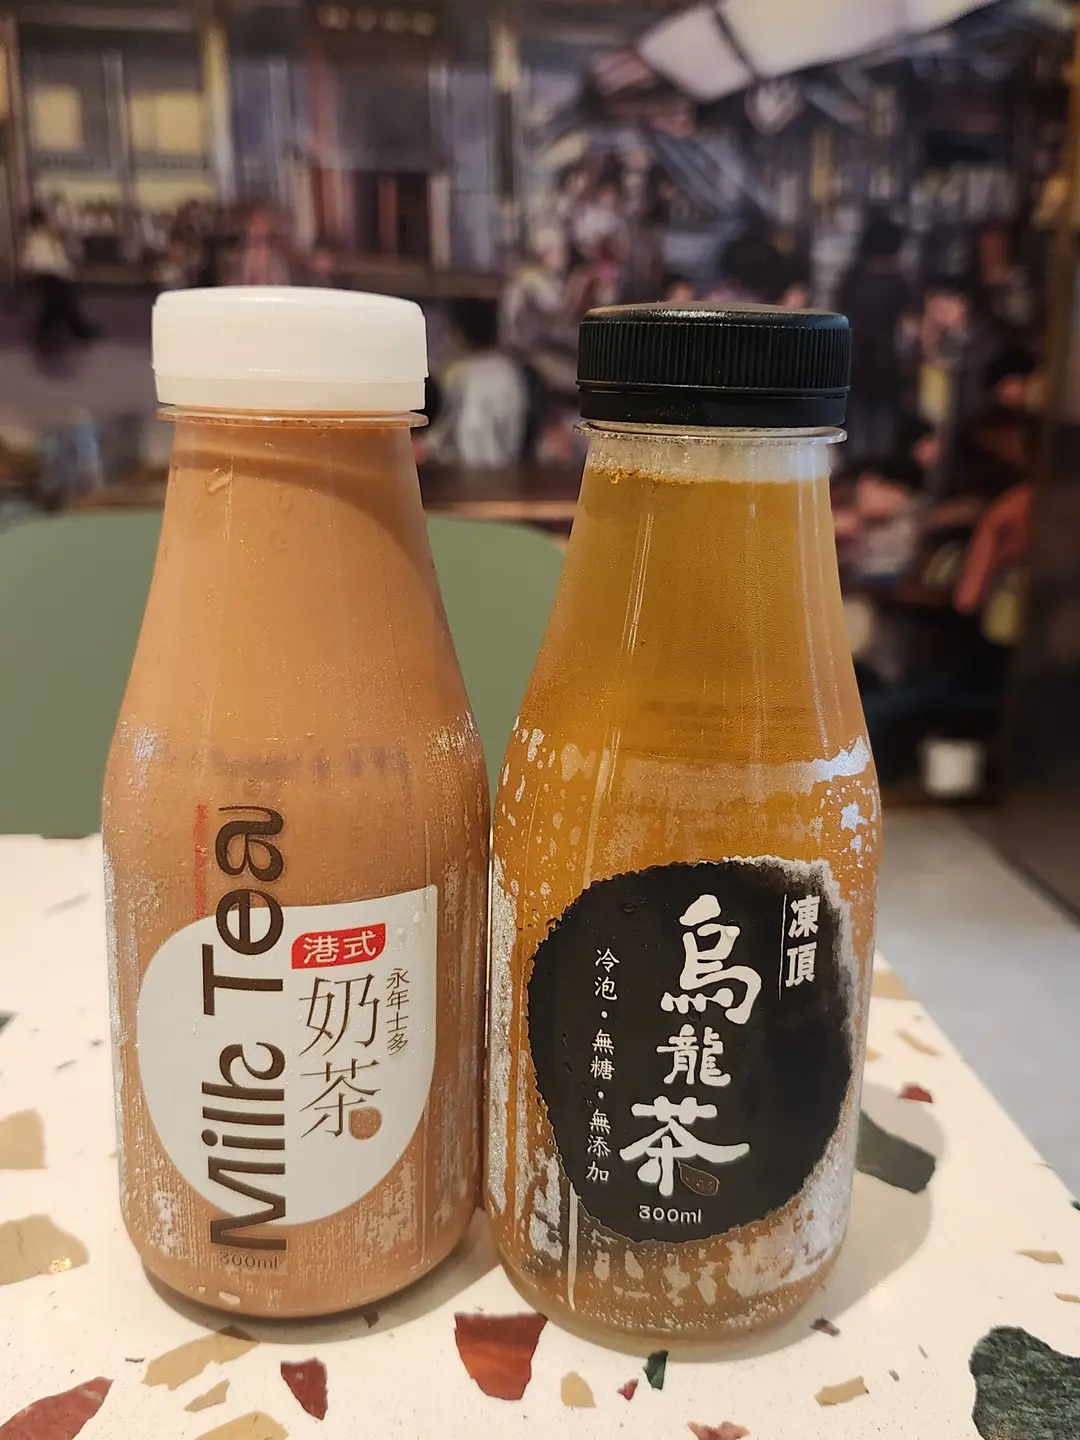 Milk Tea
港式
奶茶
永年士多
300ml
凍頂
烏龍茶
冷泡・無糖・無添加
300ml